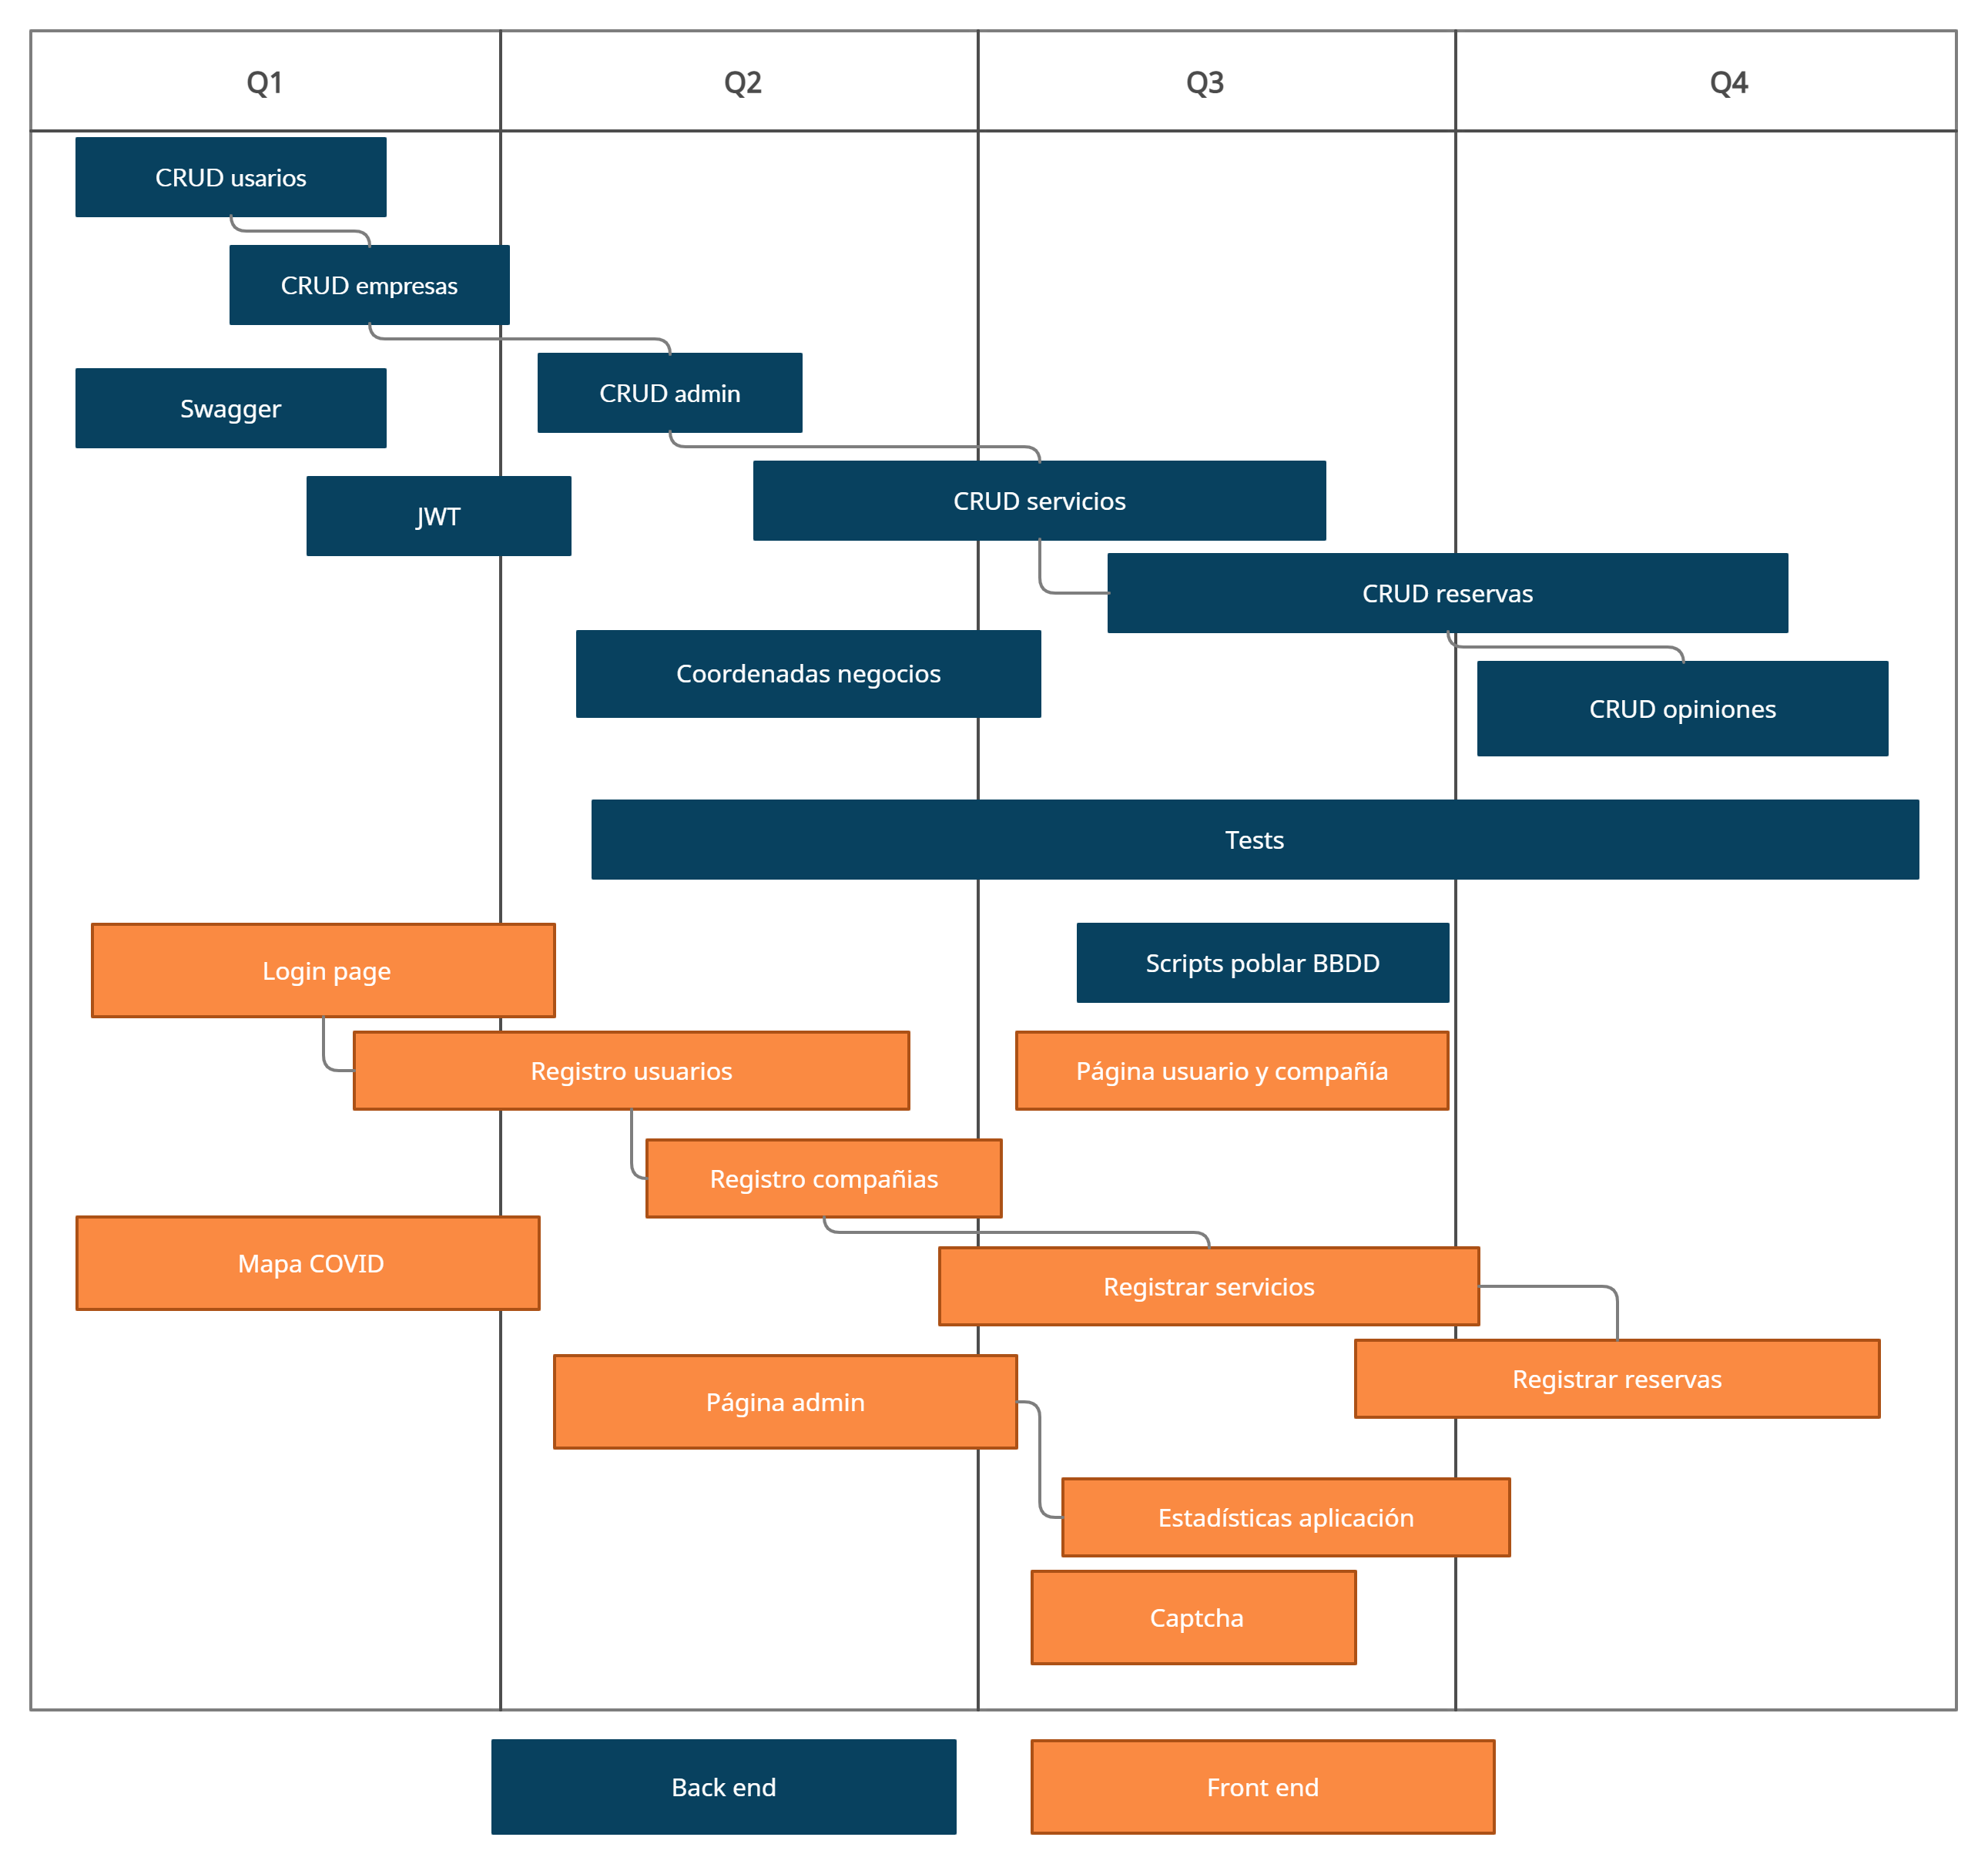 Q1
Q2
Q3
Q4
CRUD usarios
CRUD empresas
CRUD admin
Swagger
CRUD servicios
JWT
CRUD reservas
Coordenadas negocios
CRUD opiniones
Tests
Login page
Scripts poblar BBDD
Registro usuarios
Página usuario y compañía
Registro compañias
Mapa COVID
Registrar servicios
Registrar reservas
Página admin
Estadísticas aplicación
Captcha
Back end
Front end